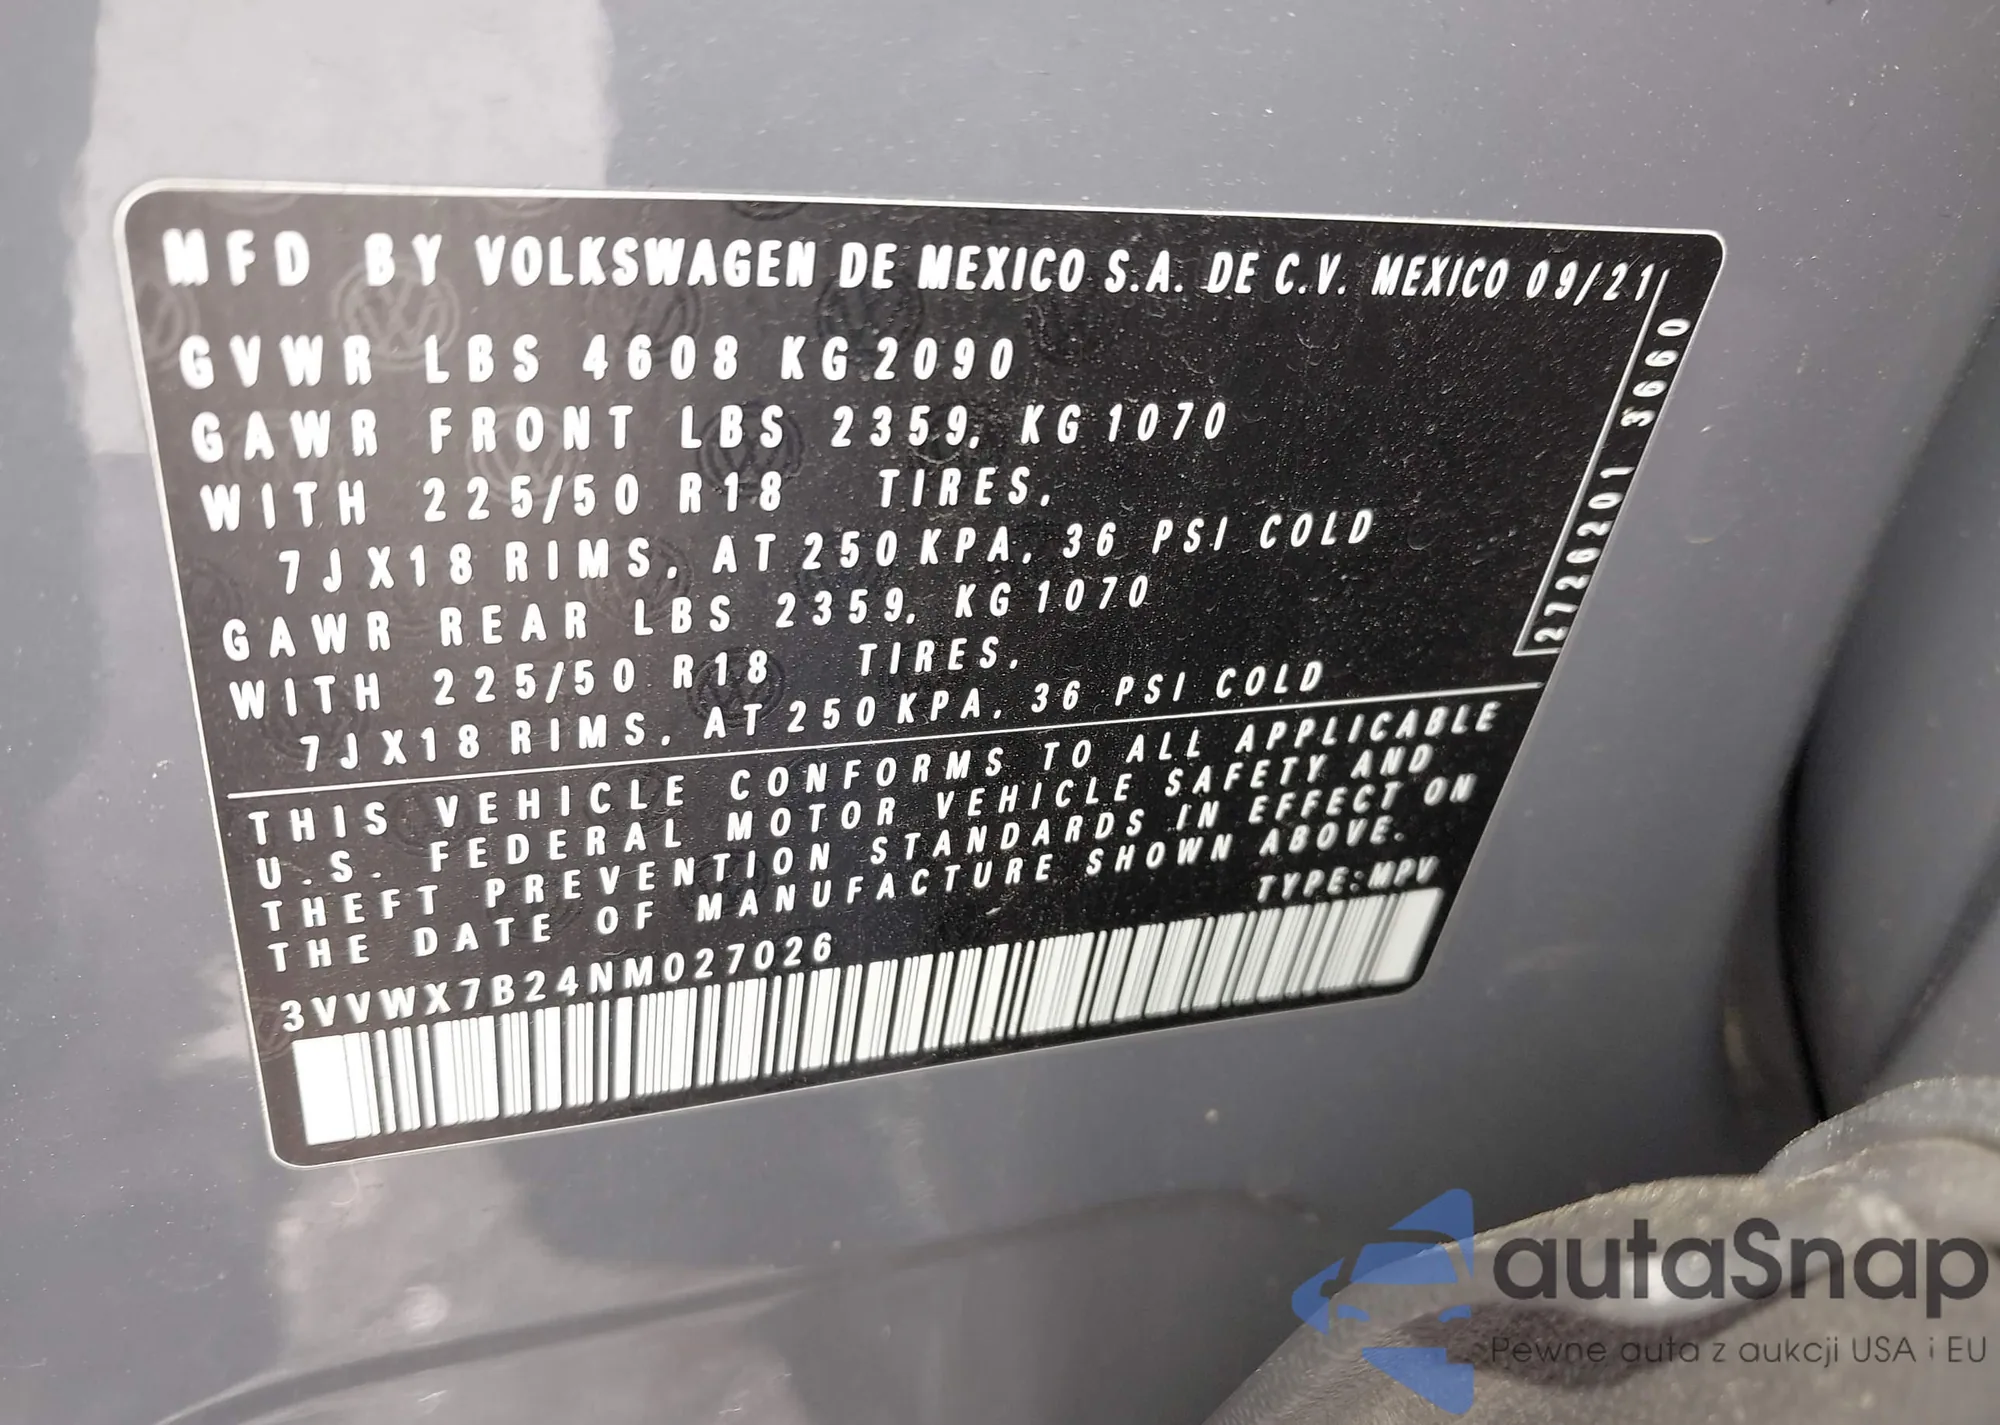 MFD BY VOLKSWAGEN DE MEXICO S.A. DE C.V. MEXICO 09/21
GVWR LBS 4608 KG 2090
GAWR FRONT LBS 2359, KG 1070
WITH 225/50 R18 TIRES,
7JX18 RIMS, AT 250 KPA, 36 PSI COLD
GAWR REAR LBS 2359, KG 1070
WITH 225/50 R18 TIRES,
7JX18 RIMS, AT 250 KPA, 36 PSI COLD
2726201 3660
THIS VEHICLE CONFORMS TO ALL APPLICABLE
U.S. FEDERAL MOTOR VEHICLE SAFETY AND
THEFT PREVENTION STANDARDS IN EFFECT ON
THE DATE OF MANUFACTURE SHOWN ABOVE.
TYPE:MPV
3VVWX7B24NM027026
autaSnap
Pewne auta z aukcji USA i EU